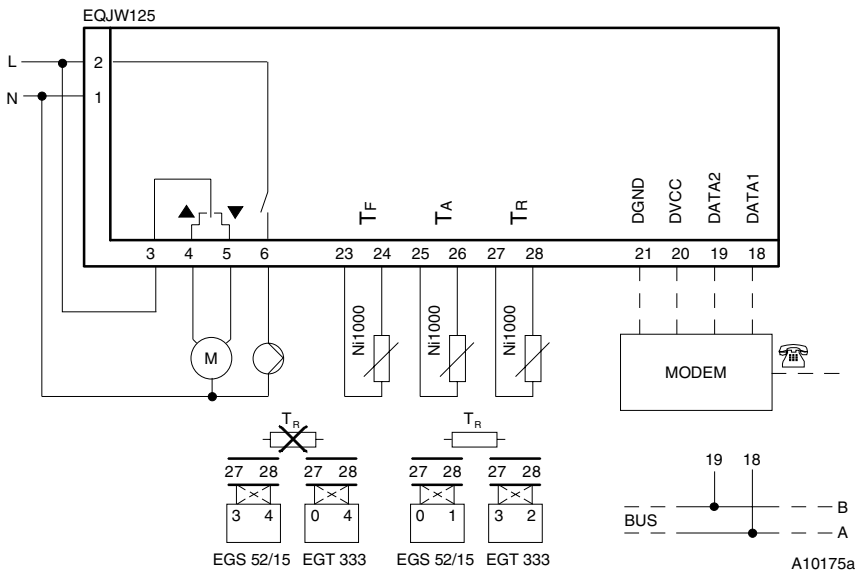 EQJW125
L
2
N
1
TF
TA
TR
DGND
DVCC
DATA2
DATA1
3 4 5 6 23 24 25 26 27 28 21 20 19 18
Ni1000
Ni1000
Ni1000
M
MODEM
TR
TR
27 28 27 28 27 28 27 28
3 4 0 4 0 1 3 2
EGS 52/15 EGT 333 EGS 52/15 EGT 333
19 18
BUS
B
A
A10175a